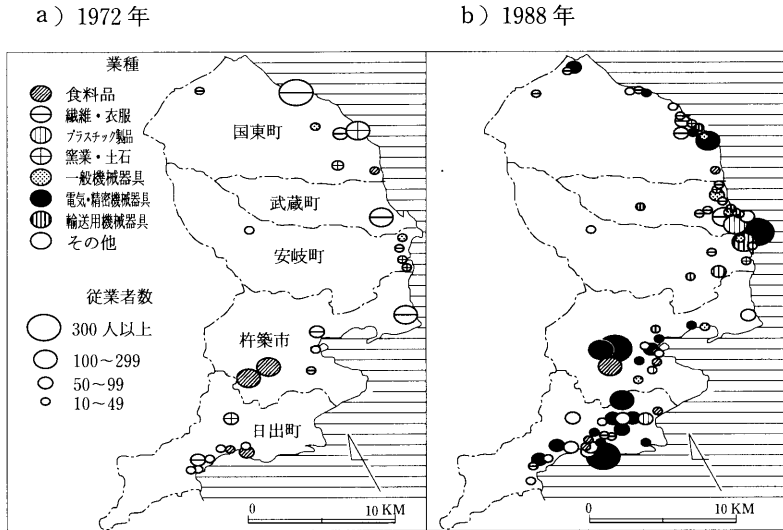 a) 1972年
b) 1988年
業種
食料品
繊維・衣服
プラスチック製品
窯業・土石
一般機械器具
電気・精密機械器具
輸送用機械器具
その他
従業者数
300人以上
100~299
50~99
10~49
国東町
武蔵町
安岐町
杵築市
日出町
0 10 KM
0 10 KM